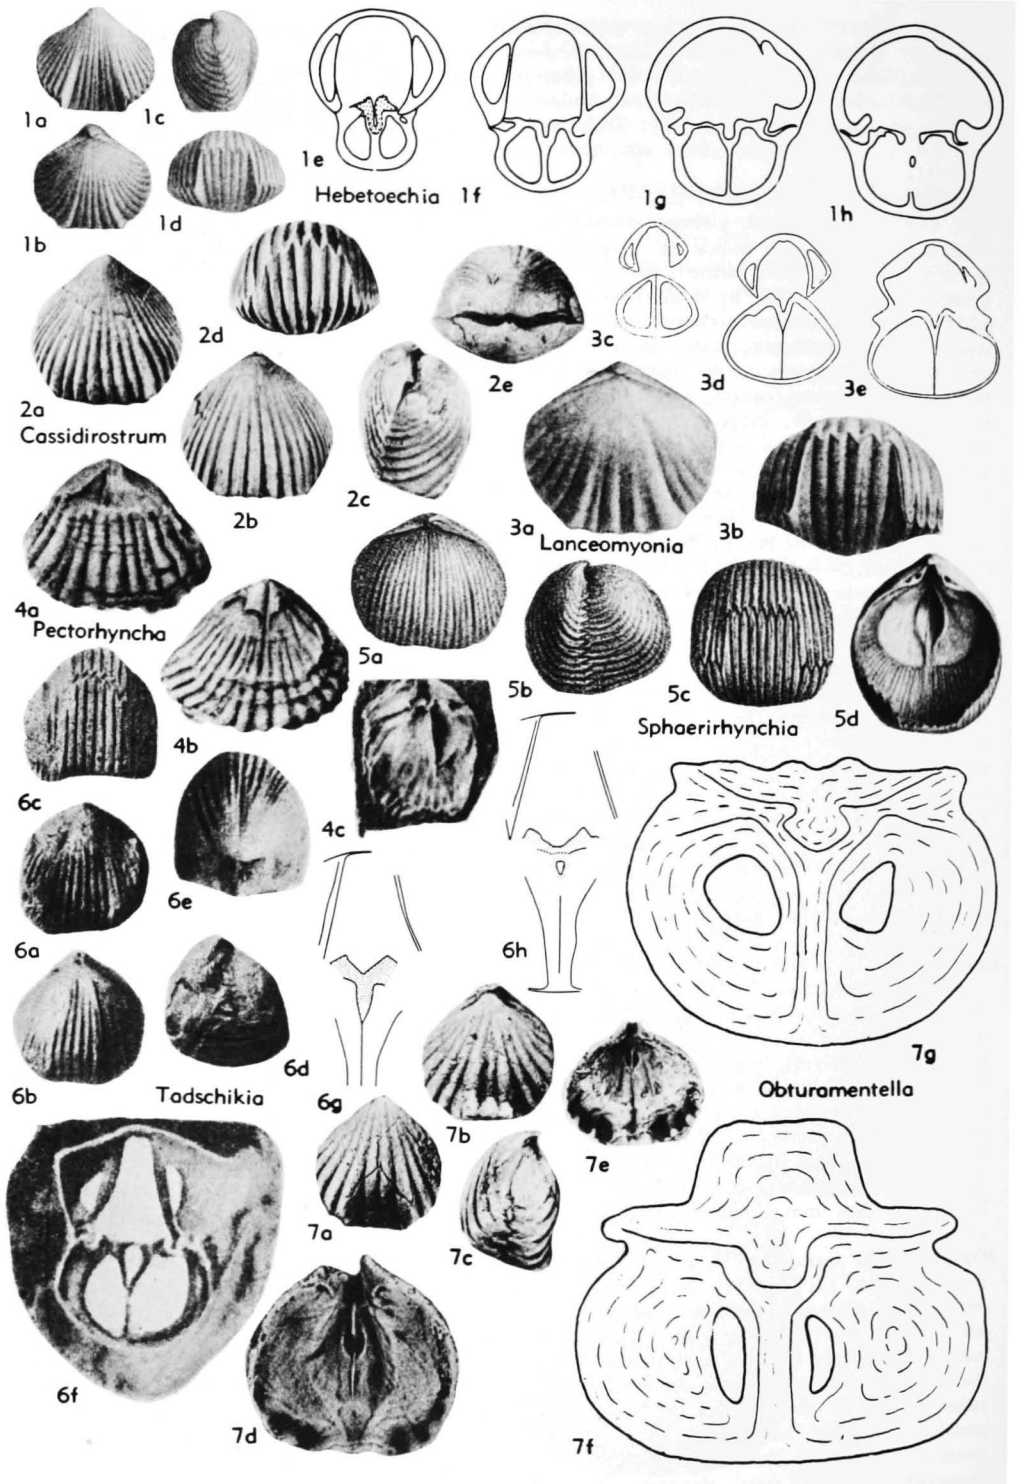 1a
1c
1e
Hebetoechia
1f
1g
1h
1b
1d
2d
2e
3c
3d
3e
2a
Cassidirostrum
2b
2c
3a
Lanceomyonia
3b
4a
Pectorhyncha
5a
5b
5c
Sphaerirhynchia
5d
4b
6c
4c
6e
6a
6h
7g
6b
Tadschikia
6d
6g
7b
7e
Obturamentella
7a
7c
6f
7d
7f